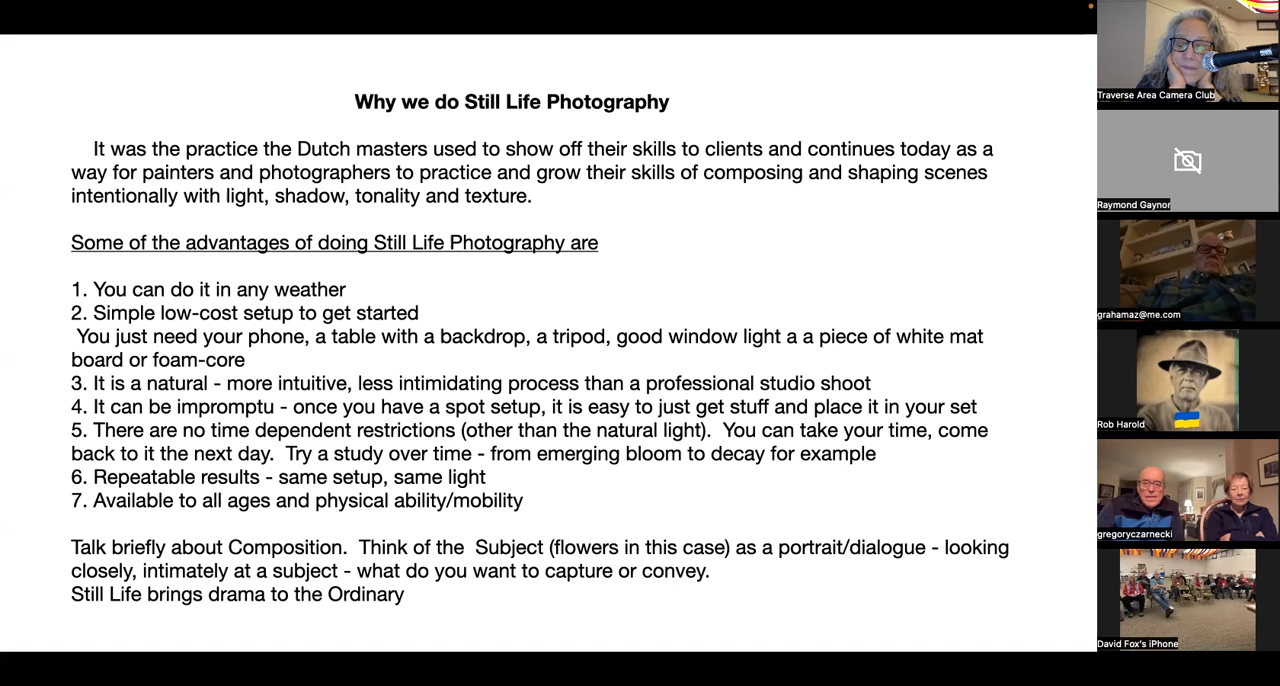 Why we do Still Life Photography
It was the practice the Dutch masters used to show off their skills to clients and continues today as a
way for painters and photographers to practice and grow their skills of composing and shaping scenes
intentionally with light, shadow, tonality and texture.
Some of the advantages of doing Still Life Photography are
1. You can do it in any weather
2. Simple low-cost setup to get started
You just need your phone, a table with a backdrop, a tripod, good window light a a piece of white mat
board or foam-core
3. It is a natural - more intuitive, less intimidating process than a professional studio shoot
4. It can be impromptu - once you have a spot setup, it is easy to just get stuff and place it in your set
5. There are no time dependent restrictions (other than the natural light).  You can take your time, come
back to it the next day.  Try a study over time - from emerging bloom to decay for example
6. Repeatable results - same setup, same light
7. Available to all ages and physical ability/mobility
Talk briefly about Composition.  Think of the  Subject (flowers in this case) as a portrait/dialogue - looking
closely, intimately at a subject - what do you want to capture or convey.
Still Life brings drama to the Ordinary
Traverse Area Camera Club
Raymond Gaynor
grahamaz@me.com
Rob Harold
gregoryczarnecki
David Fox's iPhone